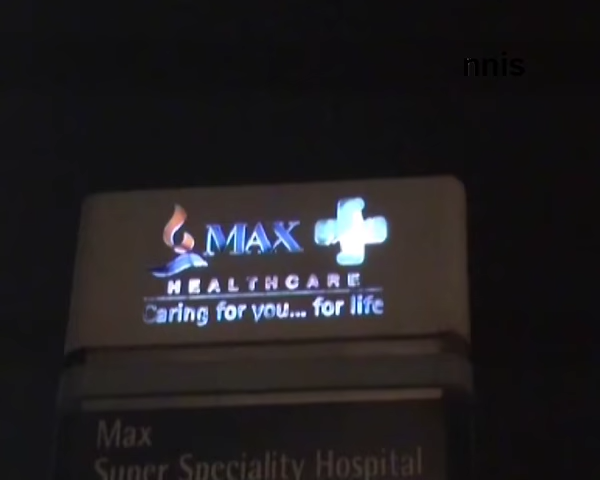 nnis
MAX
HEALTHCARE
Caring for you... for life
Max
Super Speciality Hospital